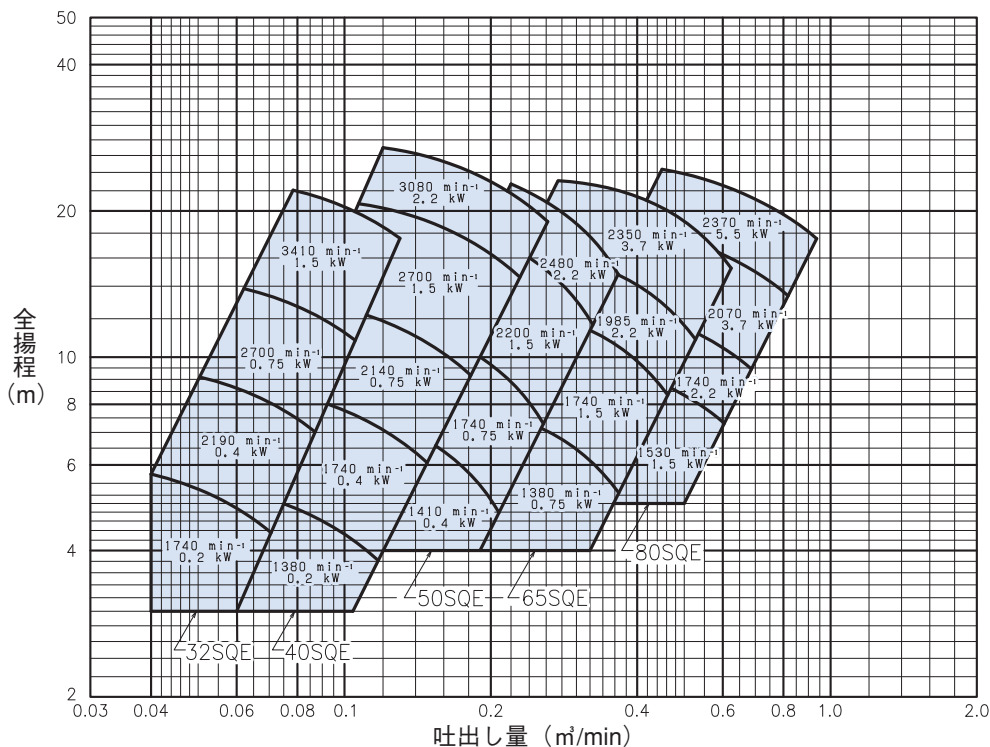 50
40
20
10
8
6
4
2
全揚程
（m）
3410 min⁻¹
1.5 kW
2700 min⁻¹
0.75 kW
2190 min⁻¹
0.4 kW
1740 min⁻¹
0.2 kW
3080 min⁻¹
2.2 kW
2700 min⁻¹
1.5 kW
2140 min⁻¹
0.75 kW
1740 min⁻¹
0.4 kW
1380 min⁻¹
0.2 kW
2480 min⁻¹
2.2 kW
2200 min⁻¹
1.5 kW
1740 min⁻¹
0.75 kW
1410 min⁻¹
0.4 kW
2350 min⁻¹
3.7 kW
1985 min⁻¹
2.2 kW
1740 min⁻¹
1.5 kW
1380 min⁻¹
0.75 kW
2370 min⁻¹
5.5 kW
2070 min⁻¹
3.7 kW
1740 min⁻¹
2.2 kW
1530 min⁻¹
1.5 kW
32SQE
40SQE
50SQE
65SQE
80SQE
0.03 0.04 0.06 0.08 0.1 0.2 0.4 0.6 0.8 1.0 2.0
吐出し量（㎥/min）